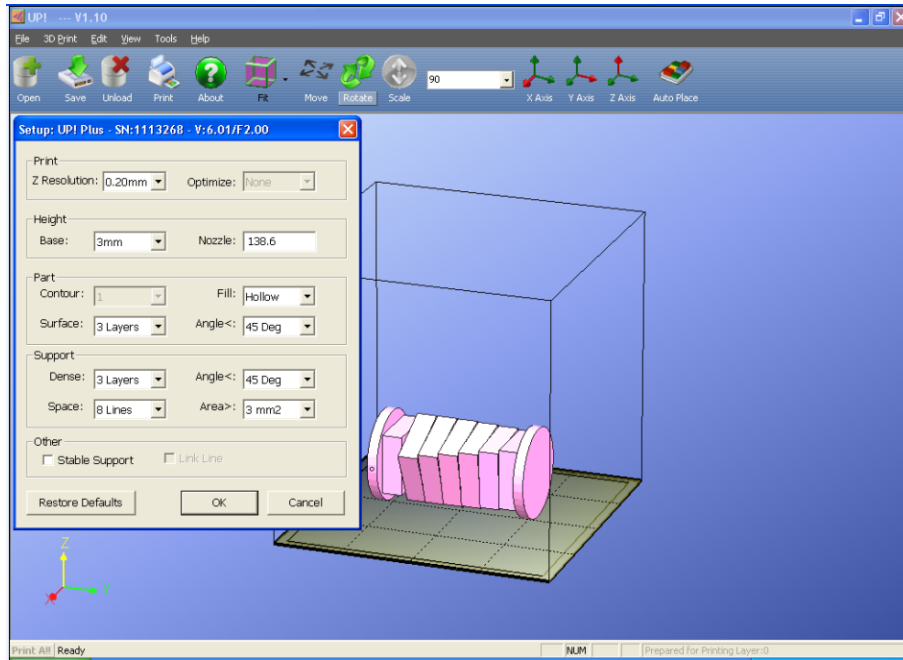 UP! --- V1.10
File 3D Print Edit View Tools Help
90
Open Save Unload Print About Fit Move Rotate Scale X Axis Y Axis Z Axis Auto Place
Setup: UP! Plus - SN:1113268 - V:6.01/F2.00
Print
Z Resolution: 0.20mm Optimize: None
Height
Base: 3mm Nozzle: 138.6
Part
Contour: 1 Fill: Hollow
Surface: 3 Layers Angle<: 45 Deg
Support
Dense: 3 Layers Angle<: 45 Deg
Space: 8 Lines Area>: 3 mm2
Other
Stable Support Link Line
Restore Defaults OK Cancel
Z
Y
X
Print All Ready NUM Prepared for Printing Layer:0